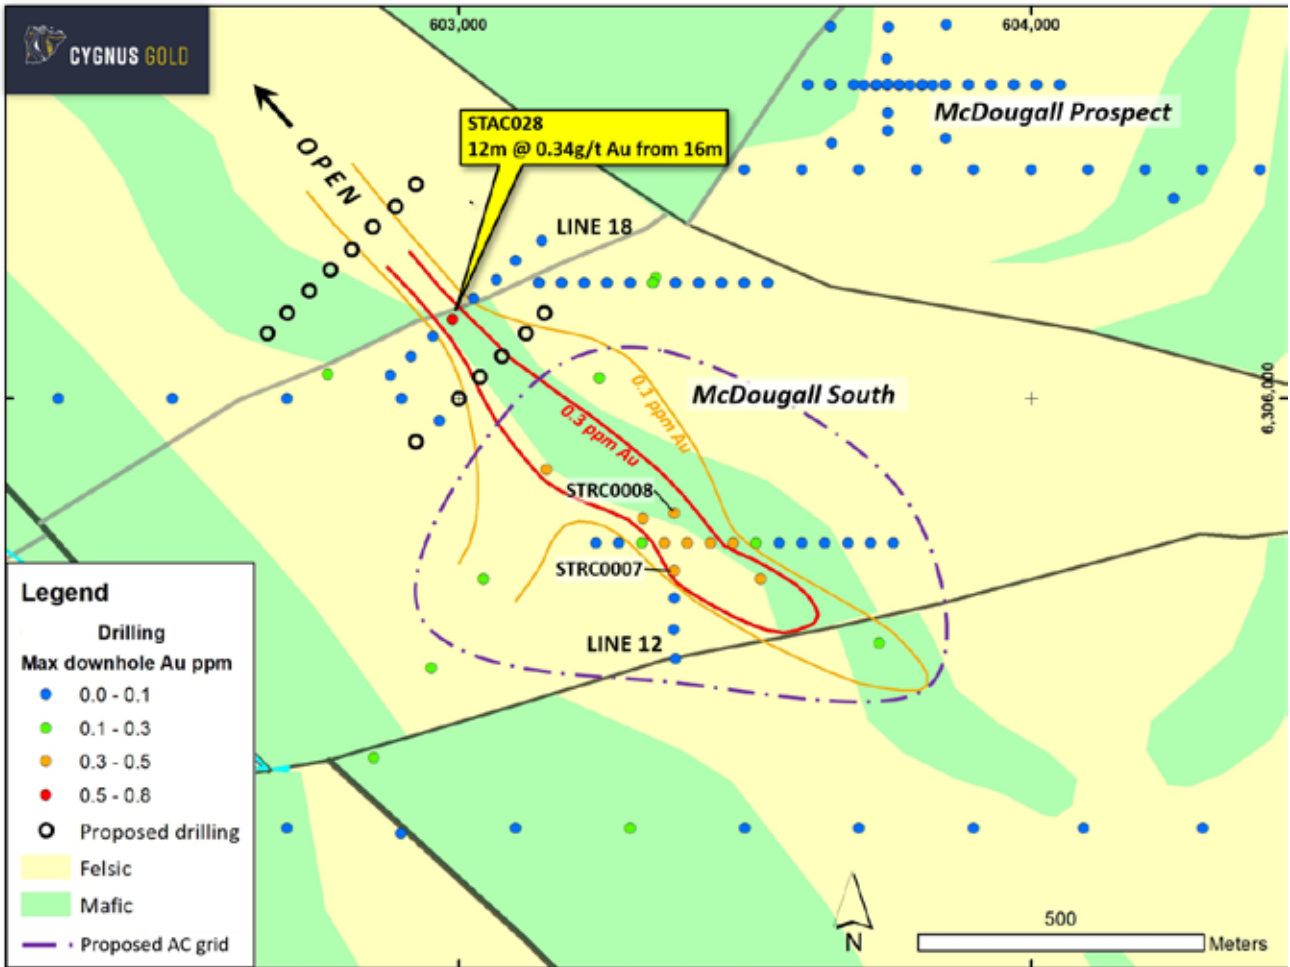 CYGNUS GOLD
603,000
604,000
McDougall Prospect
STAC028
12m @ 0.34g/t Au from 16m
OPEN
LINE 18
McDougall South
6,306,000
0.1 ppm Au
0.3 ppm Au
STRC0008
STRC0007
LINE 12
Legend
Drilling
Max downhole Au ppm
0.0 - 0.1
0.1 - 0.3
0.3 - 0.5
0.5 - 0.8
Proposed drilling
Felsic
Mafic
Proposed AC grid
N
500
Meters